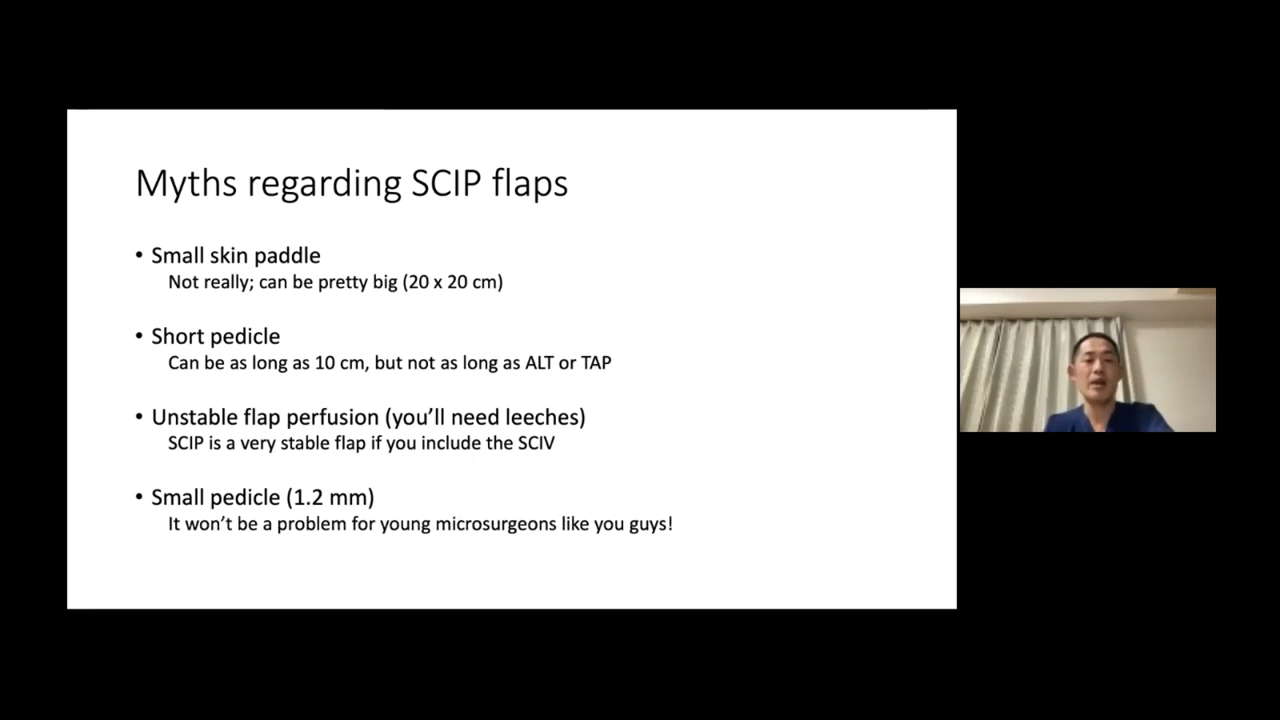 Myths regarding SCIP flaps
• Small skin paddle
Not really; can be pretty big (20 x 20 cm)
• Short pedicle
Can be as long as 10 cm, but not as long as ALT or TAP
• Unstable flap perfusion (you’ll need leeches)
SCIP is a very stable flap if you include the SCIV
• Small pedicle (1.2 mm)
It won’t be a problem for young microsurgeons like you guys!